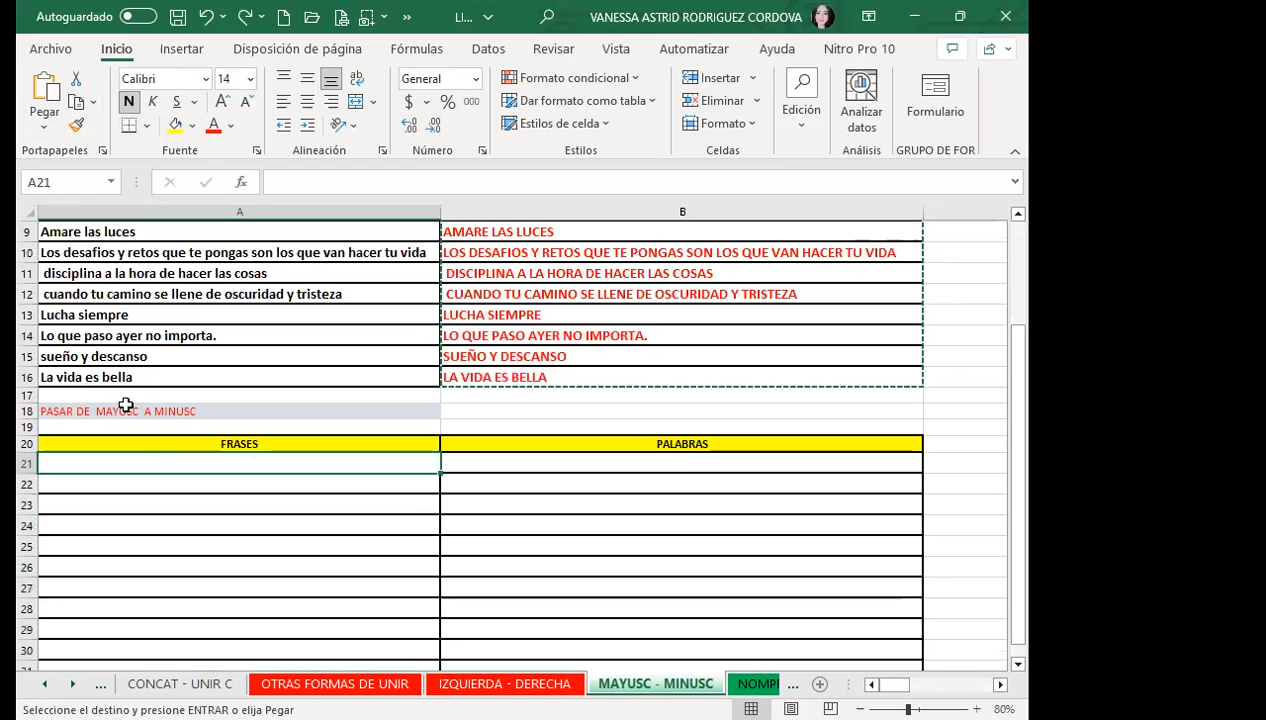 Autoguardado
LI...
VANESSA ASTRID RODRIGUEZ CORDOVA
Archivo Inicio Insertar Disposición de página Fórmulas Datos Revisar Vista Automatizar Ayuda Nitro Pro 10
Pegar
Portapapeles
Calibri 14
N K S
Fuente
Alineación
General
$ % 000
Número
Formato condicional
Dar formato como tabla
Estilos de celda
Estilos
Insertar
Eliminar
Formato
Celdas
Edición
Analizar datos
Análisis
Formulario
GRUPO DE FOR
A21 fx
A B
9 Amare las luces AMARE LAS LUCES
10 Los desafios y retos que te pongas son los que van hacer tu vida LOS DESAFIOS Y RETOS QUE TE PONGAS SON LOS QUE VAN HACER TU VIDA
11 disciplina a la hora de hacer las cosas DISCIPLINA A LA HORA DE HACER LAS COSAS
12 cuando tu camino se llene de oscuridad y tristeza CUANDO TU CAMINO SE LLENE DE OSCURIDAD Y TRISTEZA
13 Lucha siempre LUCHA SIEMPRE
14 Lo que paso ayer no importa. LO QUE PASO AYER NO IMPORTA.
15 sueño y descanso SUEÑO Y DESCANSO
16 La vida es bella LA VIDA ES BELLA
17
18 PASAR DE MAYUSC A MINUSC
19
20 FRASES PALABRAS
21
22
23
24
25
26
27
28
29
30
... CONCAT - UNIR C OTRAS FORMAS DE UNIR IZQUIERDA - DERECHA MAYUSC - MINUSC ...
Seleccione el destino y presione ENTRAR o elija Pegar 80%